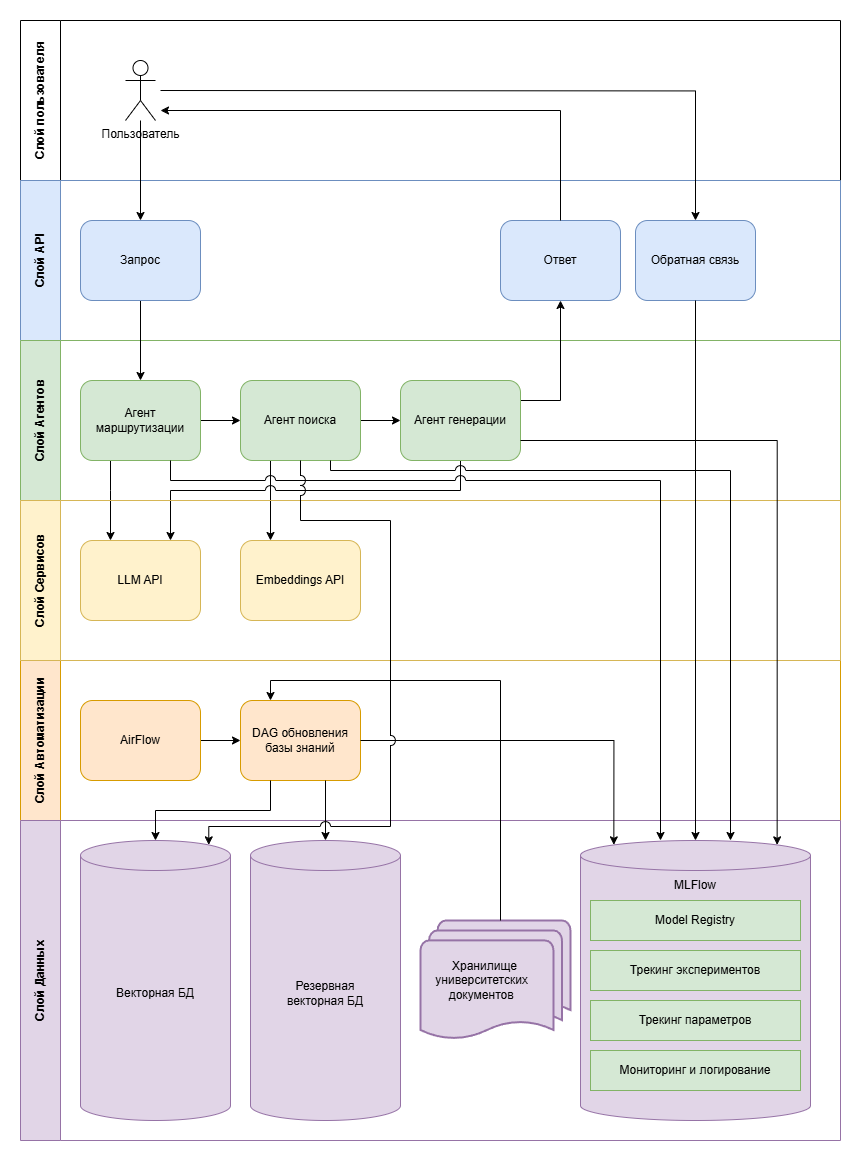 Слой пользователя
Пользователь
Слой API
Запрос
Ответ
Обратная связь
Слой Агентов
Агент
маршрутизации
Агент поиска
Агент генерации
Слой Сервисов
LLM API
Embeddings API
Слой Автоматизации
AirFlow
DAG обновления
базы знаний
Слой Данных
Векторная БД
Резервная
векторная БД
Хранилище
университетских
документов
MLFlow
Model Registry
Трекинг экспериментов
Трекинг параметров
Мониторинг и логирование